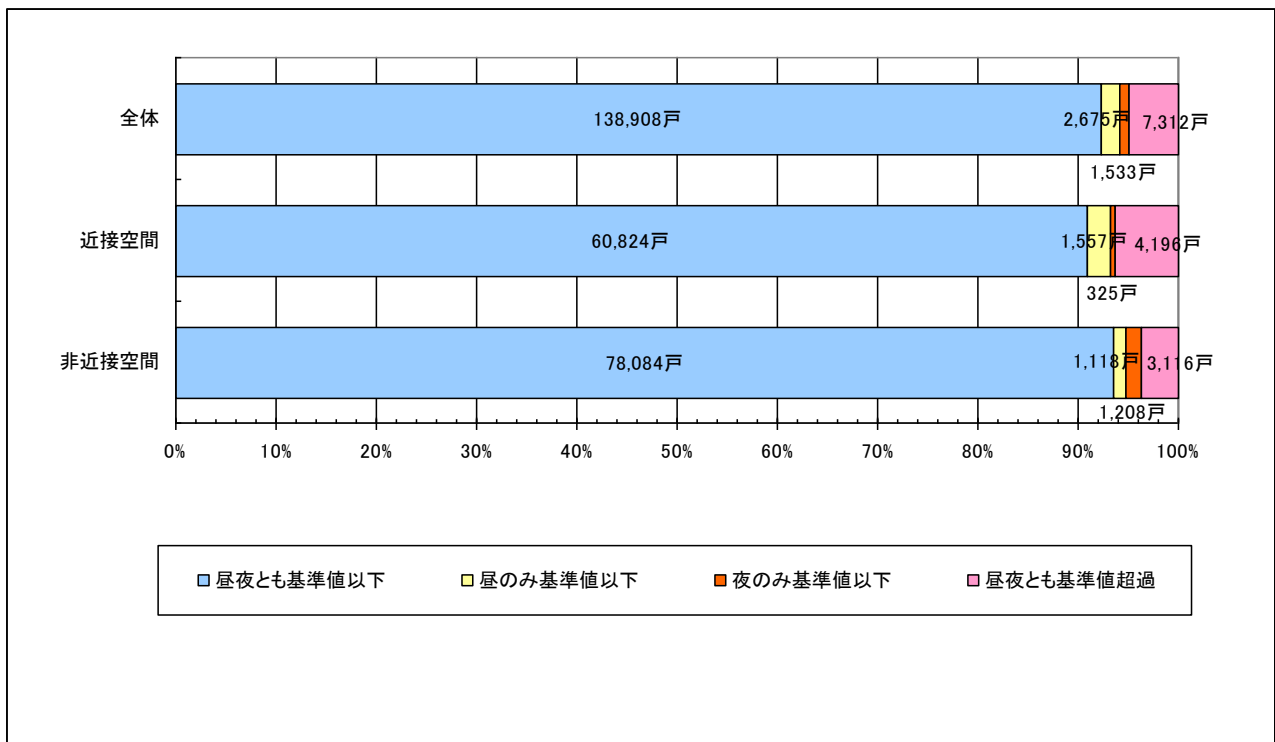 全体
138,908戸
2,675戸
7,312戸
1,533戸
近接空間
60,824戸
1,557戸
4,196戸
325戸
非近接空間
78,084戸
1,118戸
3,116戸
1,208戸
0% 10% 20% 30% 40% 50% 60% 70% 80% 90% 100%
昼夜とも基準値以下 昼のみ基準値以下 夜のみ基準値以下 昼夜とも基準値超過